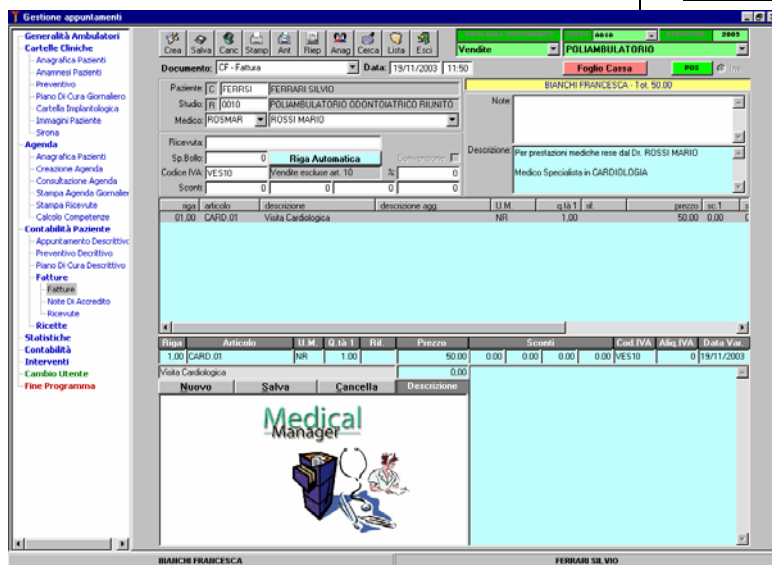 Gestione appuntamenti
Generalità Ambulatori
Cartelle Cliniche
Anagrafica Pazienti
Anamnesi Pazienti
Preventivo
Piano Di Cura Giornaliero
Cartella Implantologica
Immagini Paziente
Sirona
Agenda
Anagrafica Pazienti
Creazione Agenda
Consultazione Agenda
Stampa Agenda Giornalier
Stampa Ricevute
Calcolo Competenze
Contabilità Paziente
Appuntamento Descrittivo
Preventivo Decrittivo
Piano Di Cura Descrittivo
Fatture
Fatture
Note Di Accredito
Ricevute
Ricette
Statistiche
Contabilità
Interventi
Cambio Utente
Fine Programma
Crea Salva Canc Stamp Ant Riep Anag Cerca Lista Esci
0010 2003
Vendite POLIAMBULATORIO
Documento: CF - Fattura Data: 19/11/2003 11:50 Foglio Cassa POS Ins
Paziente: C FERRSI FERRARI SILVIO
BIANCHI FRANCESCA - Tot. 50.00
Studio: R 0010 POLIAMBULATORIO ODONTOIATRICO RIUNITO
Note:
Medico: ROSMAR ROSSI MARIO
Ricevuta:
Sp.Bollo: 0 Riga Automatica Convenzione:
Codice IVA: VES10 Vendite escluse art. 10 %: 0
Sconti: 0 0 0 0
Descrizione: Per prestazioni mediche rese dal Dr. ROSSI MARIO
Medico Specialista in CARDIOLOGIA
riga articolo descrizione descrizione agg. U.M. q.tà 1 rif. prezzo sc.1 s
01,00 CARD.01 Visita Cardiologica NR 1,00 50,00 0,00
Riga Articolo U.M. Q.tà 1 Rif. Prezzo Sconti Cod.IVA Aliq.IVA Data Var.
1,00 CARD.01 NR 1.00 50.00 0.00 0.00 0.00 0.00 VES10 0 19/11/2003
Visita Cardiologica 0,00
Nuovo Salva Cancella Descrizione
Medical
Manager
BIANCHI FRANCESCA FERRARI SILVIO